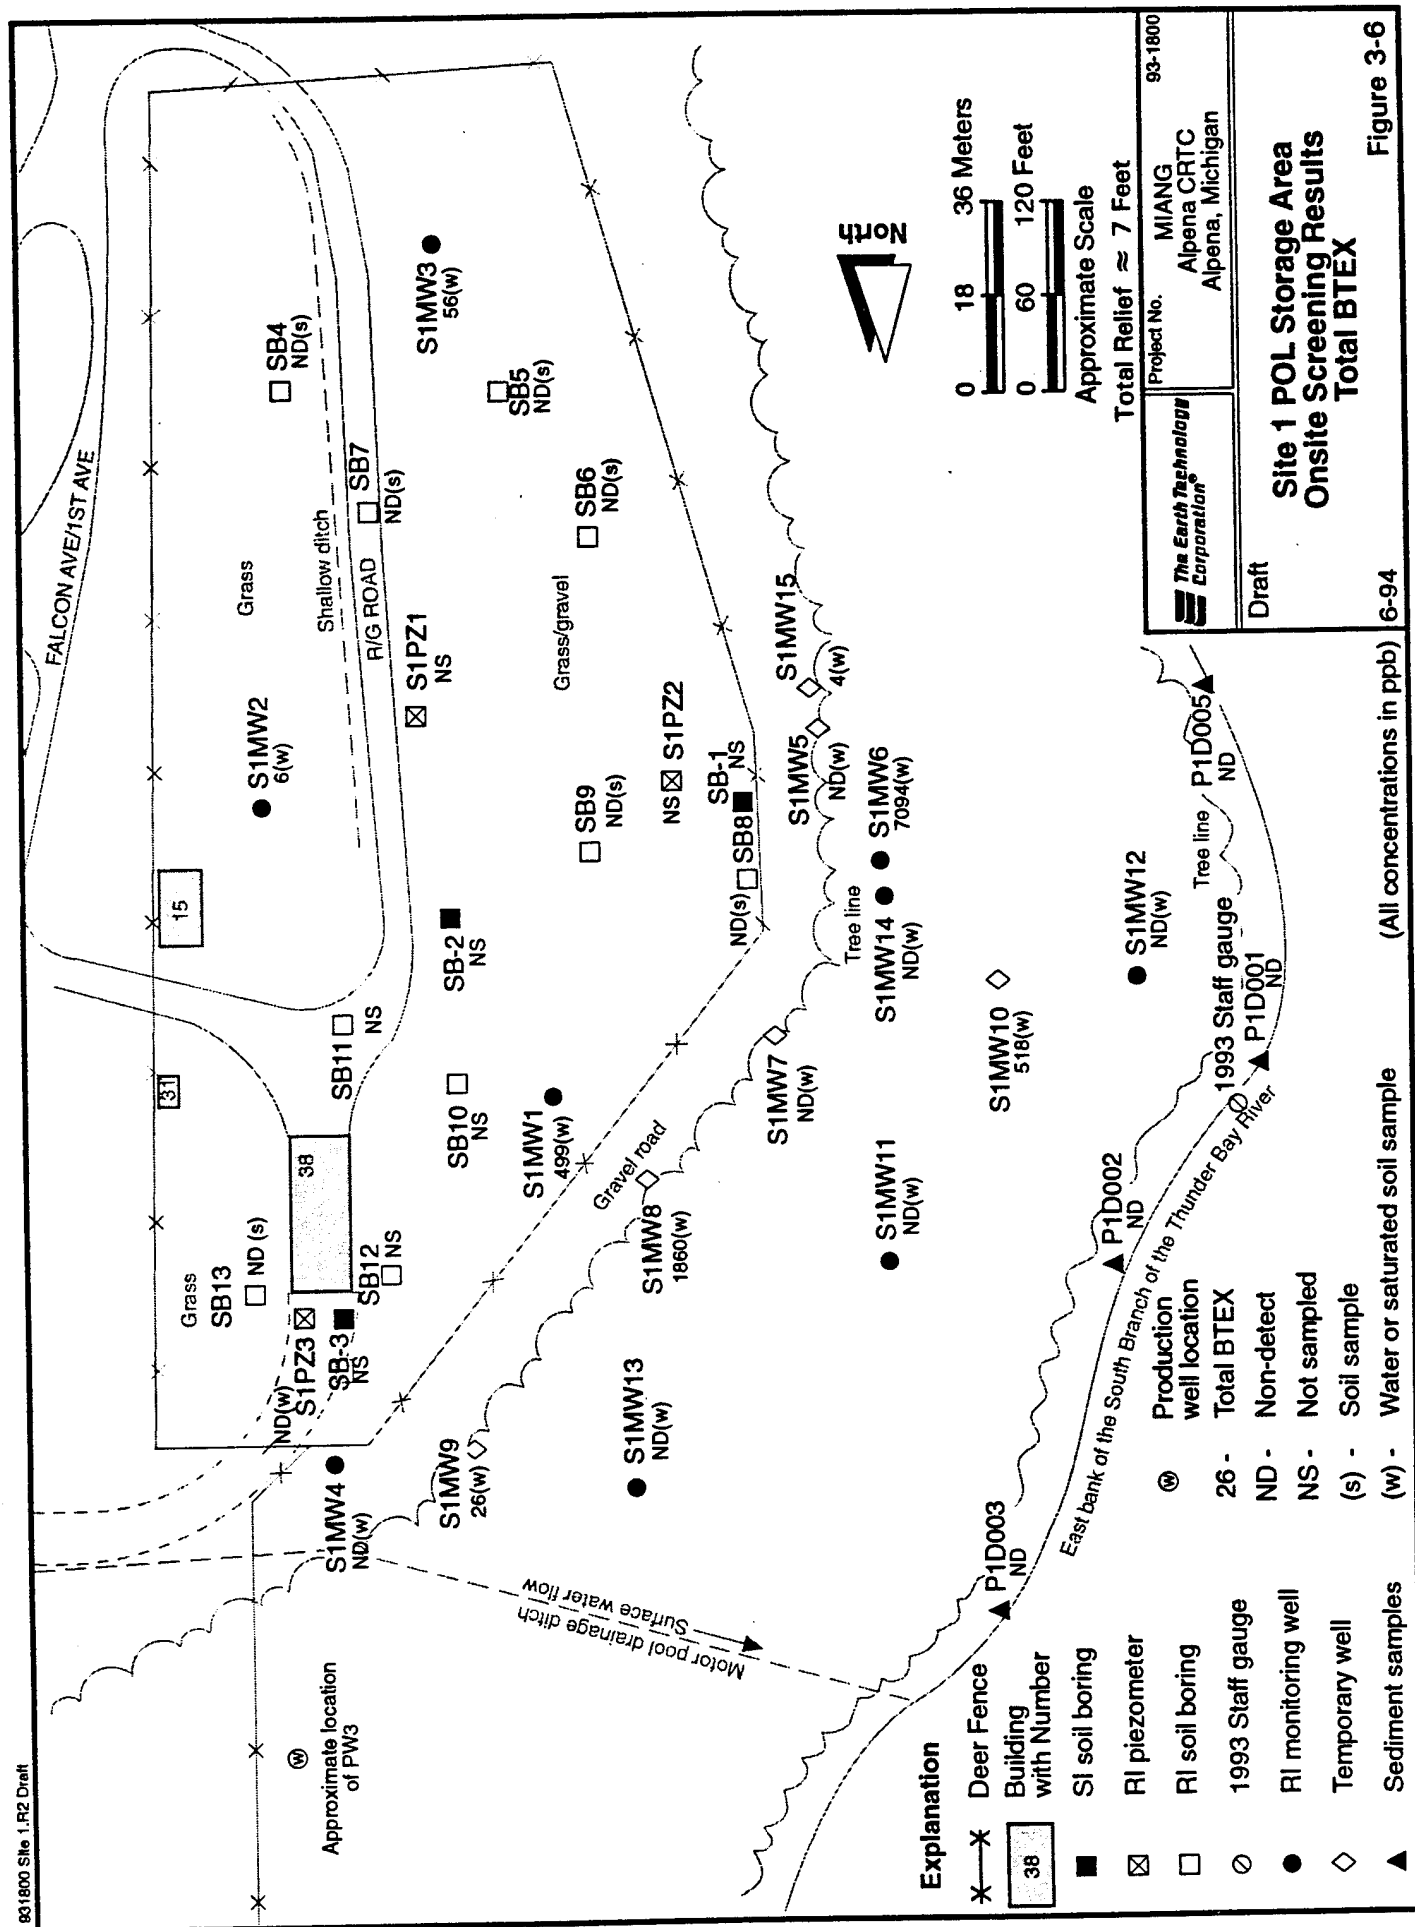 931800 Site 1.R2 Draft
FALCON AVE/1ST AVE
15
31
38
Grass
S1MW2
6(w)
Grass
Shallow ditch
R/G ROAD
SB4
ND(s)
SB7
ND(s)
S1MW3
56(w)
SB5
ND(s)
S1PZ1
NS
Grass/gravel
SB6
ND(s)
SB13
ND (s)
S1PZ3
ND(w)
SB-3
NS
SB12
NS
SB11
NS
SB-2
NS
SB10
NS
SB9
ND(s)
NS
S1PZ2
SB-1
NS
SB8
ND(s)
S1MW1
499(w)
Gravel road
S1MW4
ND(w)
S1MW9
26(w)
S1MW8
1860(w)
S1MW7
ND(w)
S1MW13
ND(w)
S1MW11
ND(w)
S1MW10
518(w)
Tree line
S1MW14
ND(w)
S1MW6
7094(w)
S1MW5
ND(w)
S1MW15
4(w)
S1MW12
ND(w)
Tree line
P1D005
ND
1993 Staff gauge
P1D001
ND
P1D002
ND
P1D003
ND
East bank of the South Branch of the Thunder Bay River
Surface water flow
Motor pool drainage ditch
Approximate location
of PW3
North
0 18 36 Meters
0 60 120 Feet
Approximate Scale
Total Relief ≈ 7 Feet
Explanation
Deer Fence
38
Building
with Number
SI soil boring
RI piezometer
RI soil boring
1993 Staff gauge
RI monitoring well
Temporary well
Sediment samples
W
Production
well location
26 - Total BTEX
ND - Non-detect
NS - Not sampled
(s) - Soil sample
(w) - Water or saturated soil sample
(All concentrations in ppb)
The Earth Technology
Corporation®
Project No.
93-1800
MIANG
Alpena CRTC
Alpena, Michigan
Draft
Site 1 POL Storage Area
Onsite Screening Results
Total BTEX
6-94
Figure 3-6